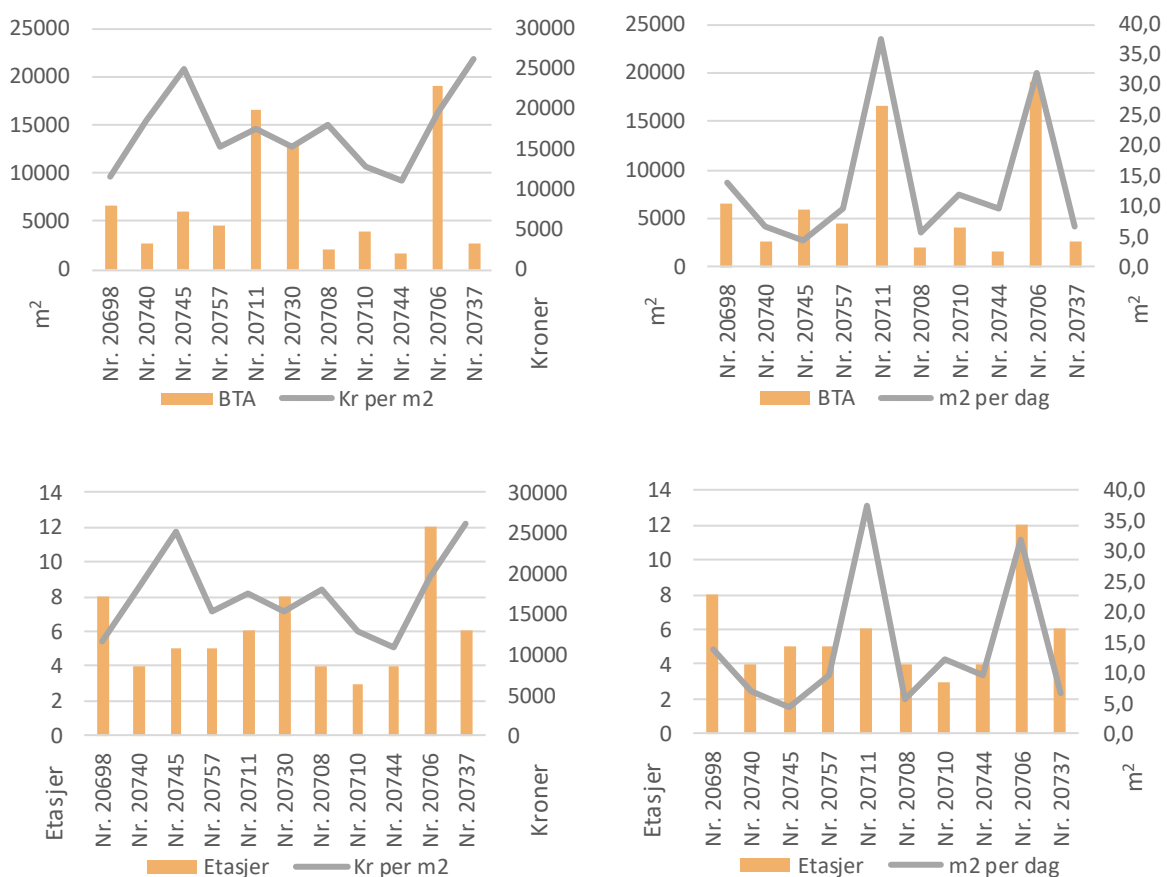 25000
20000
15000
10000
5000
0
30000
25000
20000
15000
10000
5000
0
m²
Kroner
Nr. 20698
Nr. 20740
Nr. 20745
Nr. 20757
Nr. 20711
Nr. 20730
Nr. 20708
Nr. 20710
Nr. 20744
Nr. 20706
Nr. 20737
BTA Kr per m2
25000
20000
15000
10000
5000
0
40,0
35,0
30,0
25,0
20,0
15,0
10,0
5,0
0,0
m²
m²
Nr. 20698
Nr. 20740
Nr. 20745
Nr. 20757
Nr. 20711
Nr. 20708
Nr. 20710
Nr. 20744
Nr. 20706
Nr. 20737
BTA m2 per dag
14
12
10
8
6
4
2
0
30000
25000
20000
15000
10000
5000
0
Etasjer
Kroner
Nr. 20698
Nr. 20740
Nr. 20745
Nr. 20757
Nr. 20711
Nr. 20730
Nr. 20708
Nr. 20710
Nr. 20744
Nr. 20706
Nr. 20737
Etasjer Kr per m2
14
12
10
8
6
4
2
0
40,0
35,0
30,0
25,0
20,0
15,0
10,0
5,0
0,0
Etasjer
m²
Nr. 20698
Nr. 20740
Nr. 20745
Nr. 20757
Nr. 20711
Nr. 20708
Nr. 20710
Nr. 20744
Nr. 20706
Nr. 20737
Etasjer m2 per dag